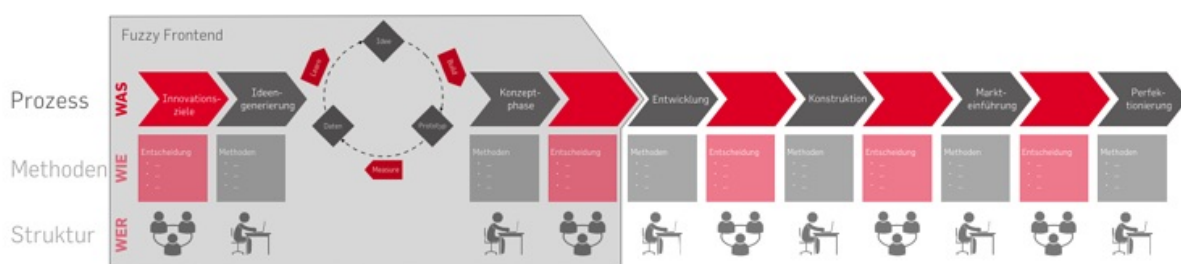 Fuzzy Frontend
Prozess
WAS
Innovations-
ziele
Ideen-
generierung
Learn
Idee
Build
Daten
Prototyp
Measure
Konzept-
phase
Entwicklung
Konstruktion
Markt-
einführung
Perfek-
tionierung
Methoden
WIE
Entscheidung
- ...
- ...
- ...
Methoden
- ...
- ...
- ...
Methoden
- ...
- ...
- ...
Entscheidung
- ...
- ...
- ...
Methoden
- ...
- ...
- ...
Entscheidung
- ...
- ...
- ...
Methoden
- ...
- ...
- ...
Entscheidung
- ...
- ...
- ...
Methoden
- ...
- ...
- ...
Entscheidung
- ...
- ...
- ...
Methoden
- ...
- ...
- ...
Struktur
WER